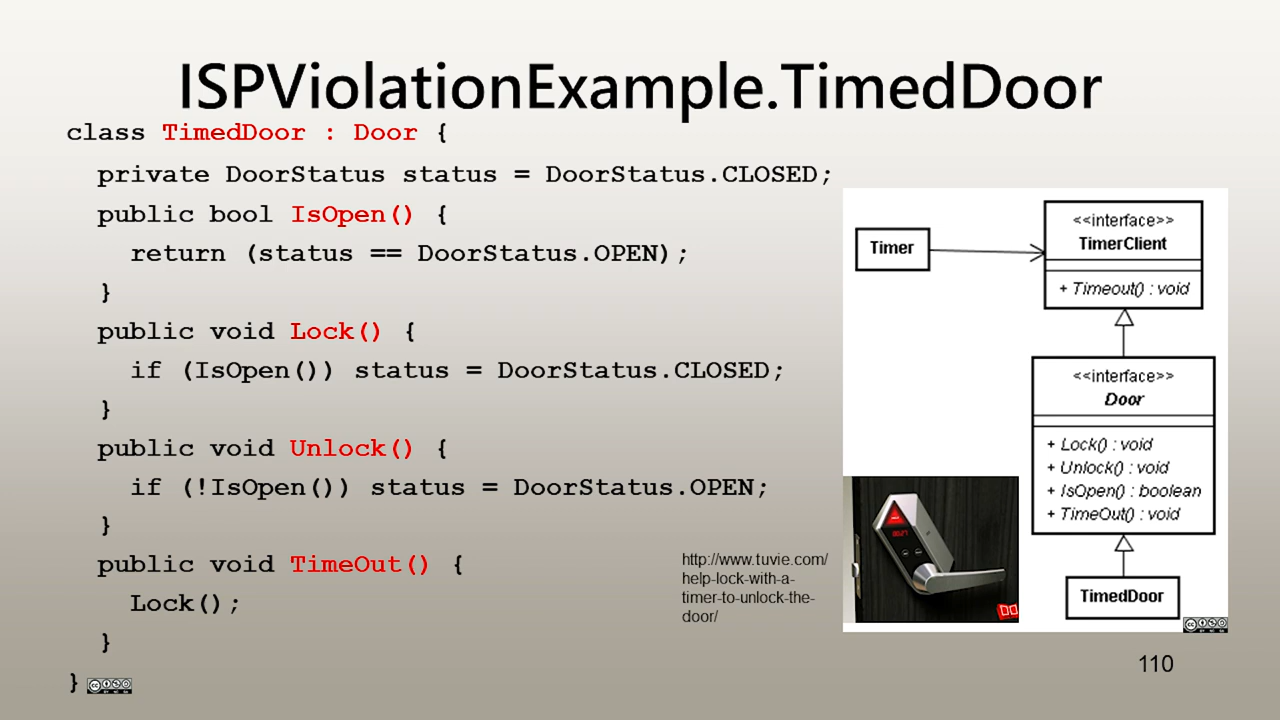 ISPViolationExample.TimedDoor
class TimedDoor : Door {
private DoorStatus status = DoorStatus.CLOSED;
public bool IsOpen() {
return (status == DoorStatus.OPEN);
}
public void Lock() {
if (IsOpen()) status = DoorStatus.CLOSED;
}
public void Unlock() {
if (!IsOpen()) status = DoorStatus.OPEN;
}
public void TimeOut() {
Lock();
}
}
http://www.tuvie.com/
help-lock-with-a-
timer-to-unlock-the-
door/
Timer
<<interface>>
TimerClient
+ Timeout() : void
<<interface>>
Door
+ Lock() : void
+ Unlock() : void
+ IsOpen() : boolean
+ TimeOut() : void
TimedDoor
110